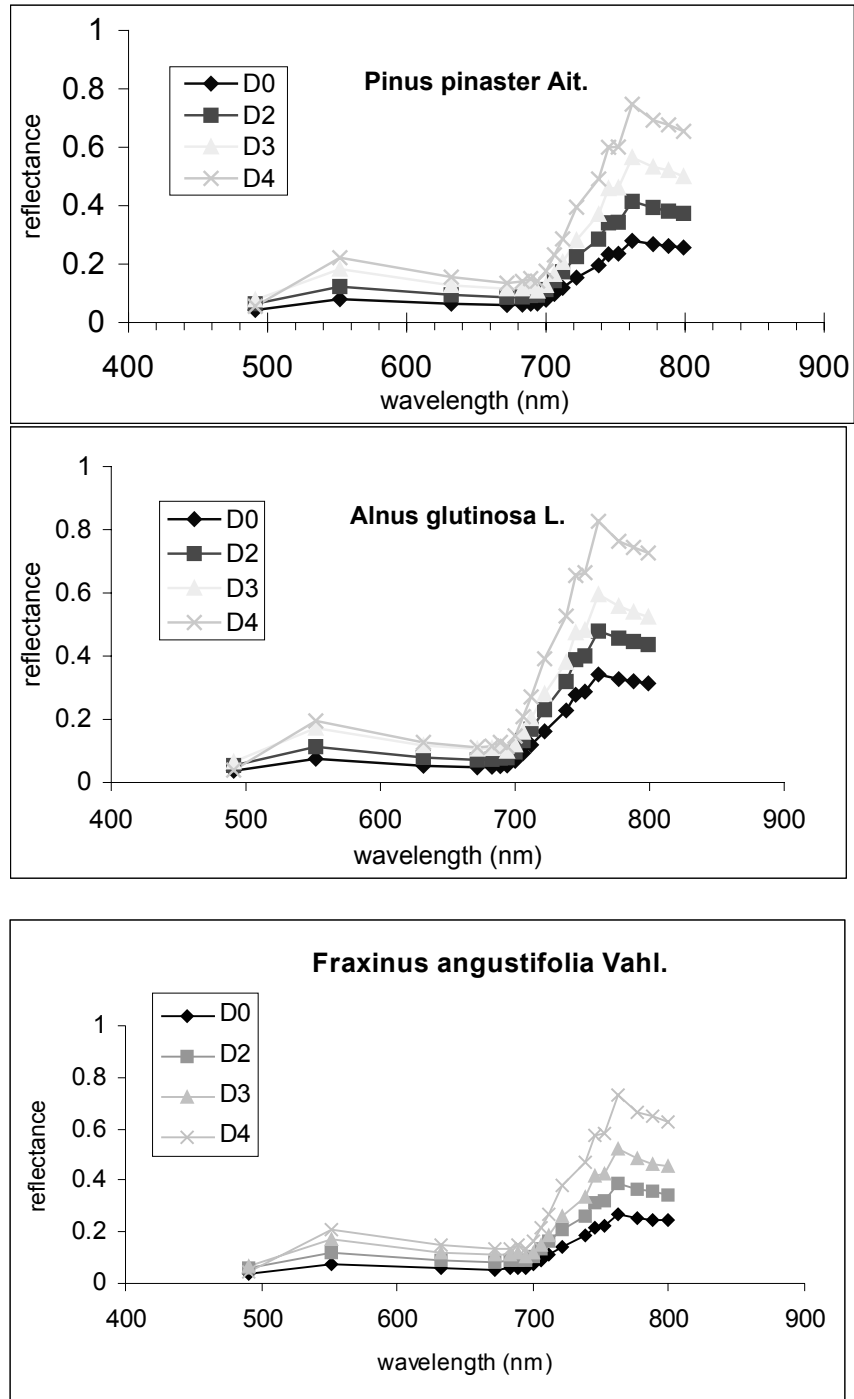 Pinus pinaster Ait.
D0
D2
D3
D4
reflectance
1
0.8
0.6
0.4
0.2
0
400 500 600 700 800 900
wavelength (nm)
Alnus glutinosa L.
D0
D2
D3
D4
reflectance
1
0.8
0.6
0.4
0.2
0
400 500 600 700 800 900
wavelength (nm)
Fraxinus angustifolia Vahl.
D0
D2
D3
D4
reflectance
1
0.8
0.6
0.4
0.2
0
400 500 600 700 800 900
wavelength (nm)